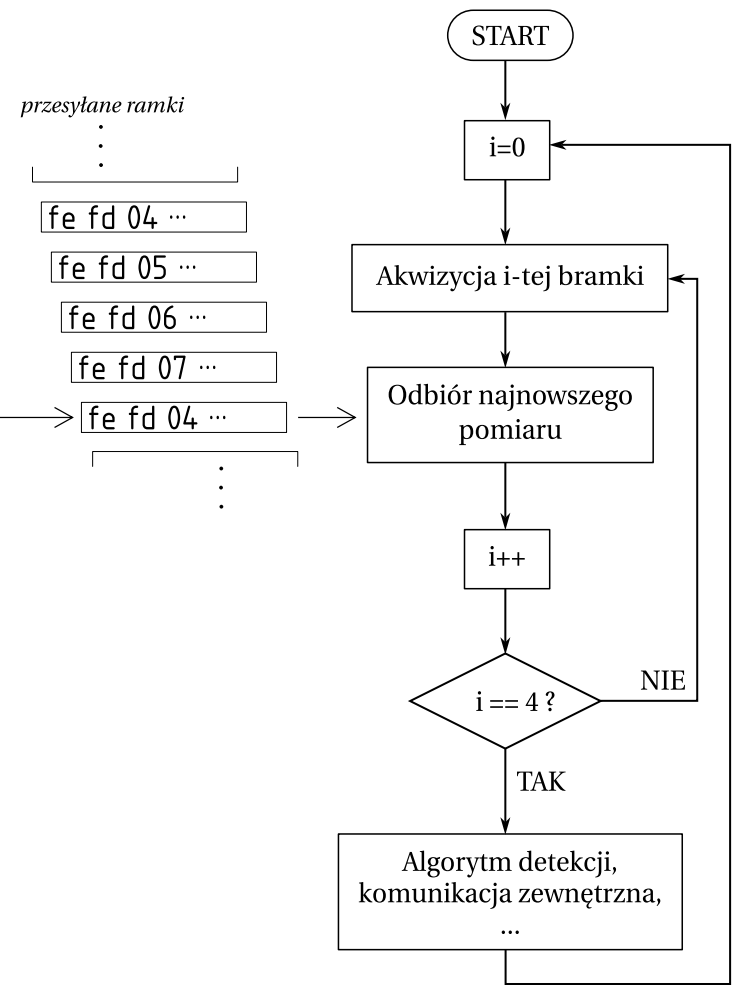 START
przesyłane ramki
i=0
fe fd 04 ...
Akwizycja i-tej bramki
fe fd 05 ...
fe fd 06 ...
fe fd 07 ...
Odbiór najnowszego
pomiaru
fe fd 04 ...
i++
i == 4 ?
NIE
TAK
Algorytm detekcji,
komunikacja zewnętrzna,
...